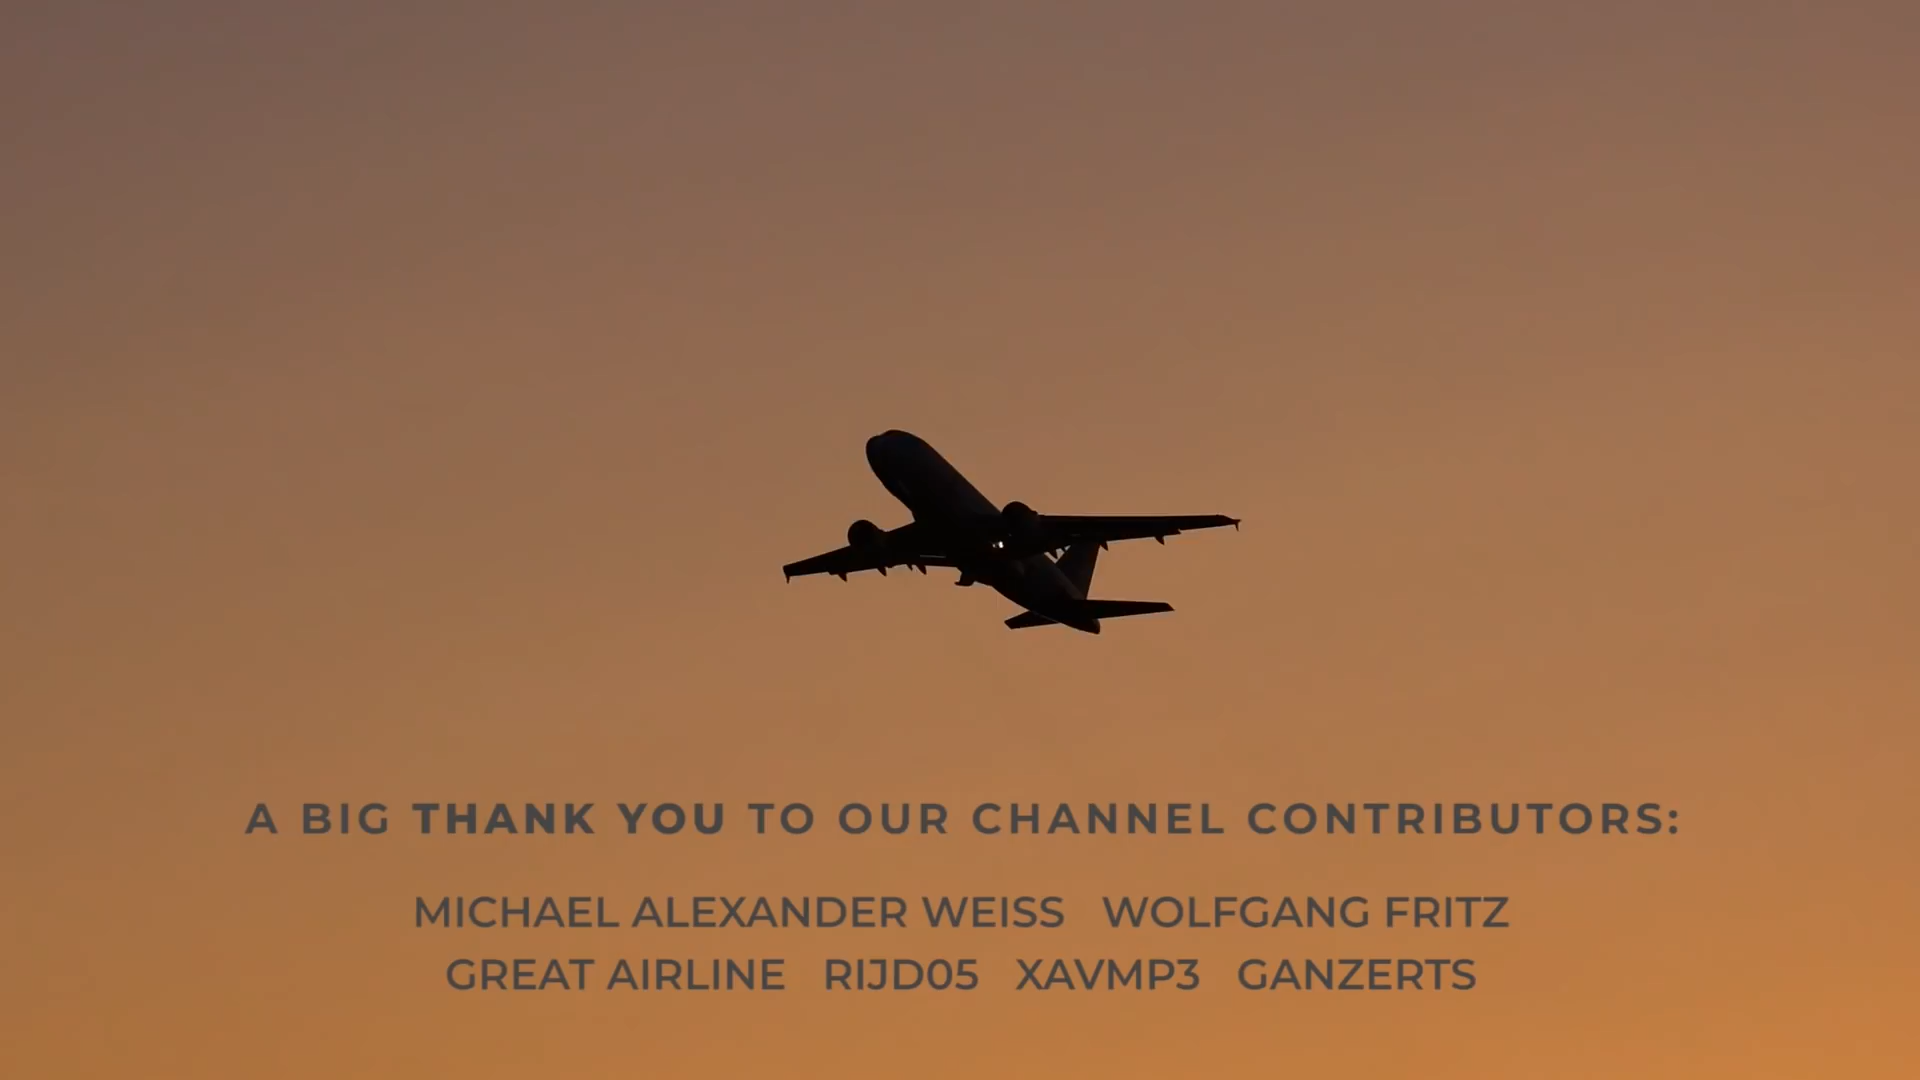 A BIG THANK YOU TO OUR CHANNEL CONTRIBUTORS:
MICHAEL ALEXANDER WEISS WOLFGANG FRITZ
GREAT AIRLINE RIJD05 XAVMP3 GANZERTS